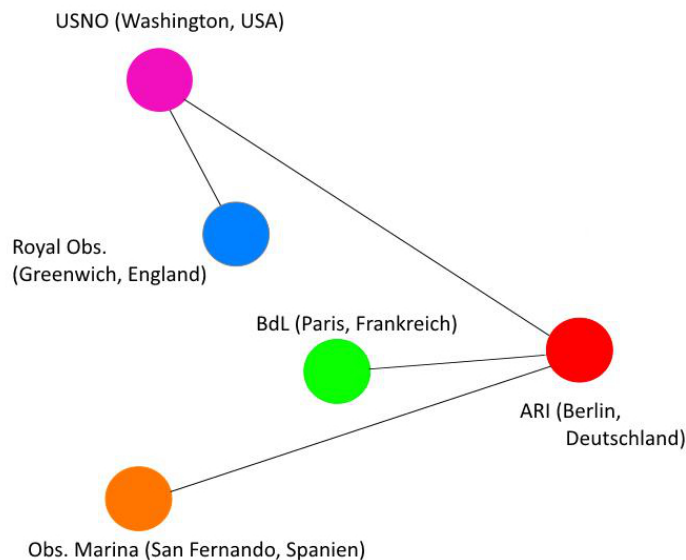 USNO (Washington, USA)
Royal Obs.
(Greenwich, England)
BdL (Paris, Frankreich)
ARI (Berlin,
Deutschland)
Obs. Marina (San Fernando, Spanien)